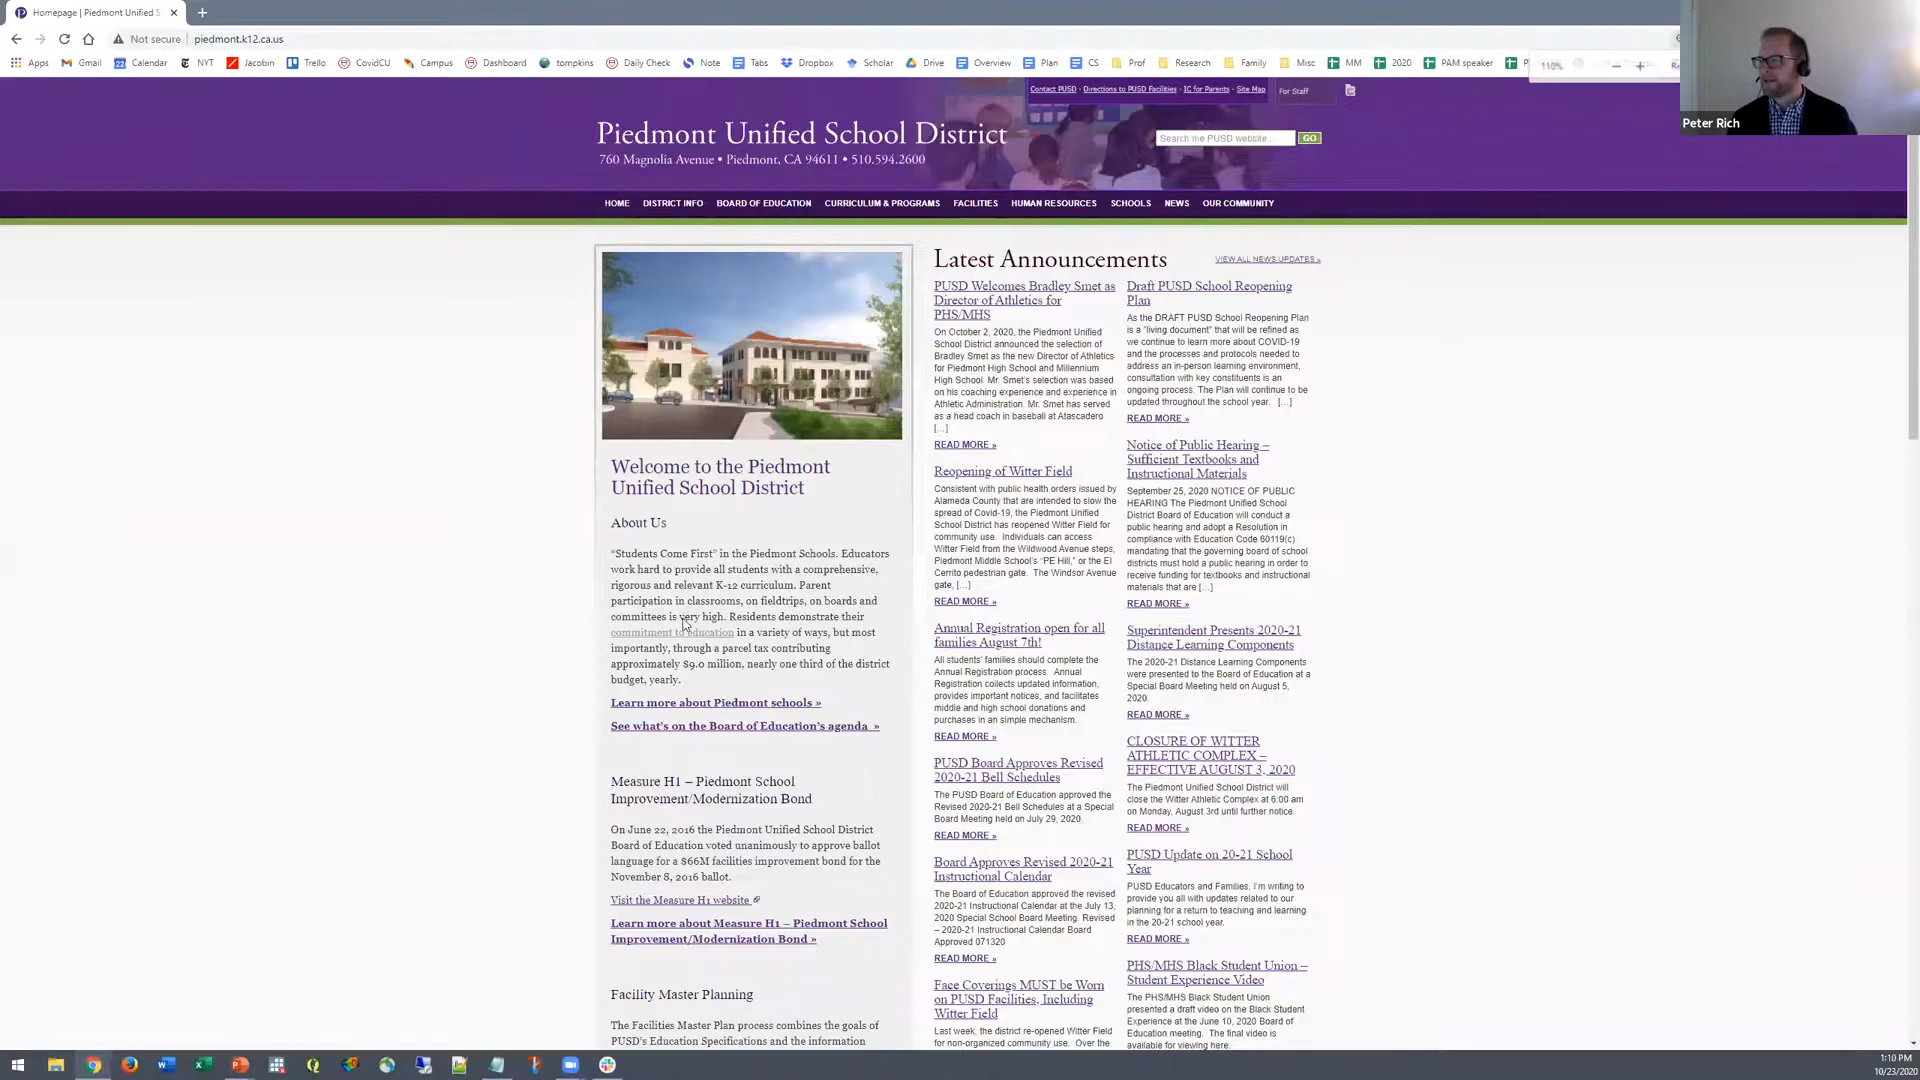 Homepage | Piedmont Unified S
Not secure | piedmont.k12.ca.us
Apps Gmail Calendar NYT Jacobin Trello CovidCU Campus Dashboard tompkins Daily Check Note Tabs Dropbox Scholar Drive Overview Plan CS Prof Research Family Misc MM 2020 PAM speaker
110%
Peter Rich
Contact PUSD · Directions to PUSD Facilities · IC for Parents · Site Map
For Staff
Piedmont Unified School District
760 Magnolia Avenue • Piedmont, CA 94611 • 510.594.2600
Search the PUSD website... GO
HOME DISTRICT INFO BOARD OF EDUCATION CURRICULUM & PROGRAMS FACILITIES HUMAN RESOURCES SCHOOLS NEWS OUR COMMUNITY
Welcome to the Piedmont
Unified School District
About Us
“Students Come First” in the Piedmont Schools. Educators
work hard to provide all students with a comprehensive,
rigorous and relevant K-12 curriculum. Parent
participation in classrooms, on fieldtrips, on boards and
committees is very high. Residents demonstrate their
commitment to education in a variety of ways, but most
importantly, through a parcel tax contributing
approximately $9.0 million, nearly one third of the district
budget, yearly.
Learn more about Piedmont schools »
See what’s on the Board of Education’s agenda »
Measure H1 – Piedmont School
Improvement/Modernization Bond
On June 22, 2016 the Piedmont Unified School District
Board of Education voted unanimously to approve ballot
language for a $66M facilities improvement bond for the
November 8, 2016 ballot.
Visit the Measure H1 website
Learn more about Measure H1 – Piedmont School
Improvement/Modernization Bond »
Facility Master Planning
The Facilities Master Plan process combines the goals of
PUSD’s Education Specifications and the information
Latest Announcements
VIEW ALL NEWS UPDATES »
PUSD Welcomes Bradley Smet as
Director of Athletics for
PHS/MHS
On October 2, 2020, the Piedmont Unified
School District announced the selection of
Bradley Smet as the new Director of Athletics
for Piedmont High School and Millennium
High School. Mr. Smet’s selection was based
on his coaching experience and experience in
Athletic Administration. Mr. Smet has served
as a head coach in baseball at Atascadero
[...]
READ MORE »
Reopening of Witter Field
Consistent with public health orders issued by
Alameda County that are intended to slow the
spread of Covid-19, the Piedmont Unified
School District has reopened Witter Field for
community use. Individuals can access
Witter Field from the Wildwood Avenue steps,
Piedmont Middle School’s “PE Hill,” or the El
Cerrito pedestrian gate. The Windsor Avenue
gate, [...]
READ MORE »
Annual Registration open for all
families August 7th!
All students’ families should complete the
Annual Registration process. Annual
Registration collects updated information,
provides important notices, and facilitates
middle and high school donations and
purchases in an simple mechanism.
READ MORE »
PUSD Board Approves Revised
2020-21 Bell Schedules
The PUSD Board of Education approved the
Revised 2020-21 Bell Schedules at a Special
Board Meeting held on July 29, 2020.
READ MORE »
Board Approves Revised 2020-21
Instructional Calendar
The Board of Education approved the revised
2020-21 Instructional Calendar at the July 13,
2020 Special School Board Meeting. Revised
– 2020-21 Instructional Calendar Board
Approved 071320
READ MORE »
Face Coverings MUST be Worn
on PUSD Facilities, Including
Witter Field
Last week, the district re-opened Witter Field
for non-organized community use. Over the
Draft PUSD School Reopening
Plan
As the DRAFT PUSD School Reopening Plan
is a “living document” that will be refined as
we continue to learn more about COVID-19
and the processes and protocols needed to
address an in-person learning environment,
consultation with key constituents is an
ongoing process. The Plan will continue to be
updated throughout the school year. [...]
READ MORE »
Notice of Public Hearing –
Sufficient Textbooks and
Instructional Materials
September 25, 2020 NOTICE OF PUBLIC
HEARING The Piedmont Unified School
District Board of Education will conduct a
public hearing and adopt a Resolution in
compliance with Education Code 60119(c)
mandating that the governing board of school
districts must hold a public hearing in order to
receive funding for textbooks and instructional
materials that are [...]
READ MORE »
Superintendent Presents 2020-21
Distance Learning Components
The 2020-21 Distance Learning Components
were presented to the Board of Education at a
Special Board Meeting held on August 5,
2020.
READ MORE »
CLOSURE OF WITTER
ATHLETIC COMPLEX –
EFFECTIVE AUGUST 3, 2020
The Piedmont Unified School District will
close the Witter Athletic Complex at 6:00 am
on Monday, August 3rd until further notice.
READ MORE »
PUSD Update on 20-21 School
Year
PUSD Educators and Families, I’m writing to
provide you all with updates related to our
planning for a return to teaching and learning
in the 20-21 school year.
READ MORE »
PHS/MHS Black Student Union –
Student Experience Video
The PHS/MHS Black Student Union
presented a draft video on the Black Student
Experience at the June 10, 2020 Board of
Education meeting. The final video is
available for viewing here.
1:10 PM
10/23/2020